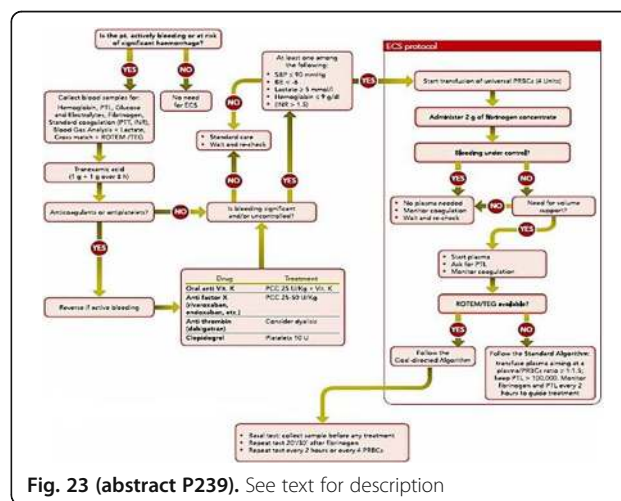 Is the pt. actively bleeding or at risk
of significant haemorrhage?
YES
NO
Collect blood samples for:
Hemoglobin, PTL, Glucose
and Electrolytes, Fibrinogen,
Standard coagulation (PTT, INR),
Blood Gas Analysis + Lactate,
Cross match + ROTEM/TEG
No need
for ECS
Tranexamic acid
(1 g + 1 g over 8 h)
Anticoagulants or antiplatelets?
NO
YES
Reverse if active bleeding
Drug Treatment
Oral anti Vit. K PCC 25 U/Kg + Vit. K
Anti factor X PCC 25-50 U/Kg
(rivaroxaban,
endoxaban, etc.)
Anti thrombin Consider dialysis
(dabigatran)
Clopidogrel Platelets 10 U
Is bleeding significant
and/or uncontrolled?
NO
YES
• Standard care
• Wait and re-check
NO
At least one among
the following:
• SBP ≤ 90 mmHg
• BE < -6
• Lactate ≥ 5 mmol/l
• Hemoglobin ≤ 9 g/dl
• (INR > 1.5)
YES
ECS protocol
Start transfusion of universal PRBCs (4 Units)
Administer 2 g of fibrinogen concentrate
Bleeding under control?
YES
NO
• No plasma needed
• Monitor coagulation
• Wait and re-check
NO
Need for volume
support?
YES
• Start plasma
• Ask for PTL
• Monitor coagulation
ROTEM/TEG available?
YES
NO
Follow the
Goal-directed Algorithm
Follow the Standard Algorithm:
transfuse plasma aiming at a
plasma/PRBCs ratio ≥ 1:1.5;
keep PTL > 100,000. Monitor
fibrinogen and PTL every 2
hours to guide treatment
• Basal test: collect sample before any treatment
• Repeat test 20'/30' after fibrinogen
• Repeat test every 2 hours or every 4 PRBCs
Fig. 23 (abstract P239). See text for description